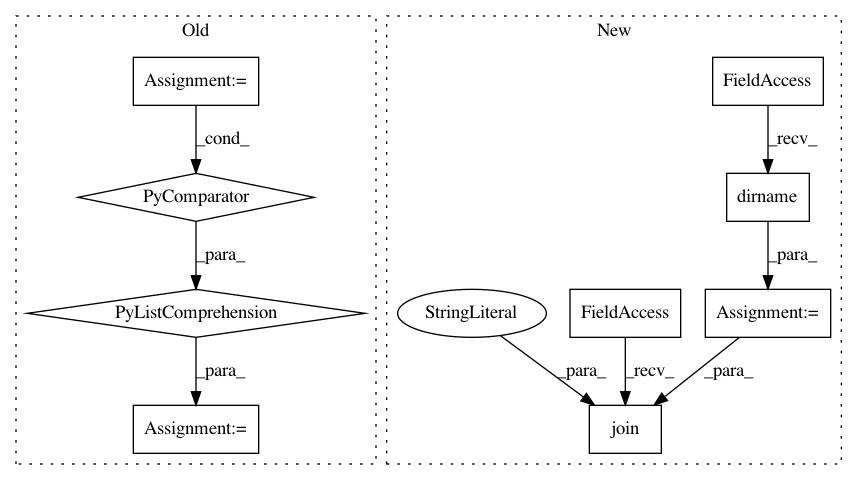 Old
New
Assignment:=
FieldAccess
_cond_
_recv_
PyComparator
dirname
_para_
_para_
PyListComprehension
StringLiteral
FieldAccess
Assignment:=
_para_
_para_
_recv_
_para_
Assignment:=
join